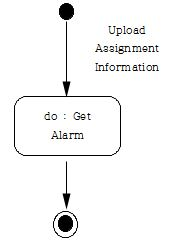 Upload
Assignment
Information
do : Get
Alarm